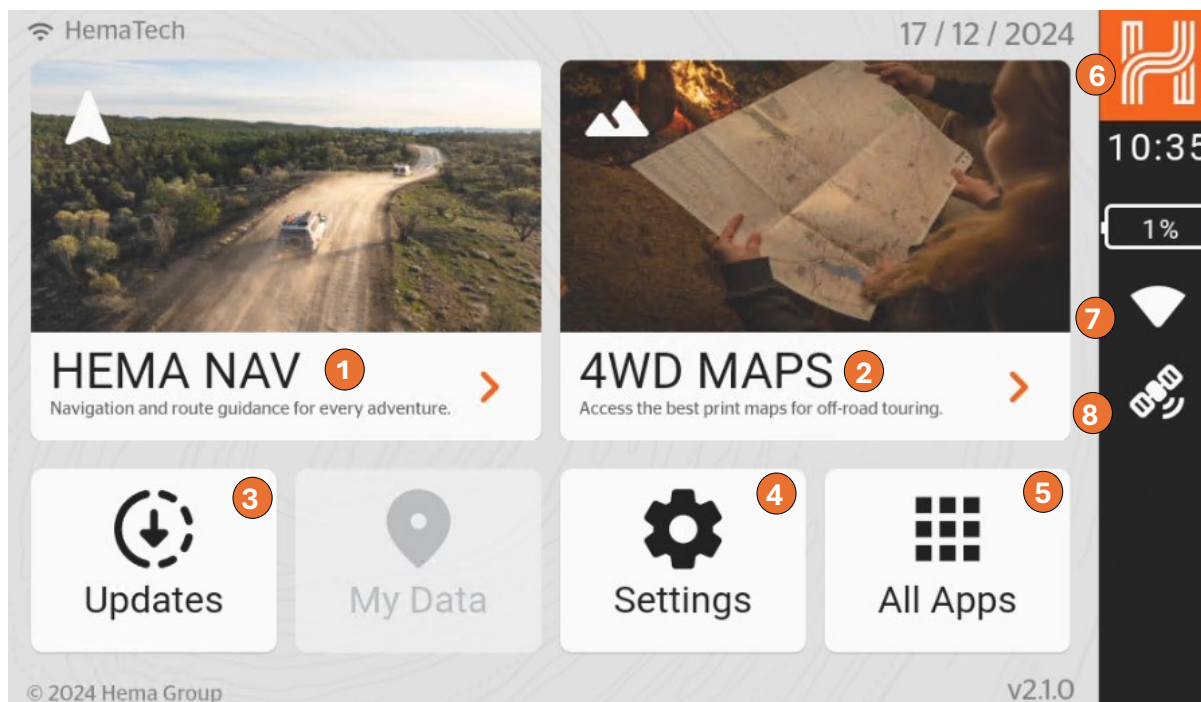 HemaTech
17 / 12 / 2024
6
10:35
1%
7
8
HEMA NAV 1
Navigation and route guidance for every adventure.
4WD MAPS 2
Access the best print maps for off-road touring.
3
Updates
My Data
4
Settings
5
All Apps
© 2024 Hema Group
v2.1.0